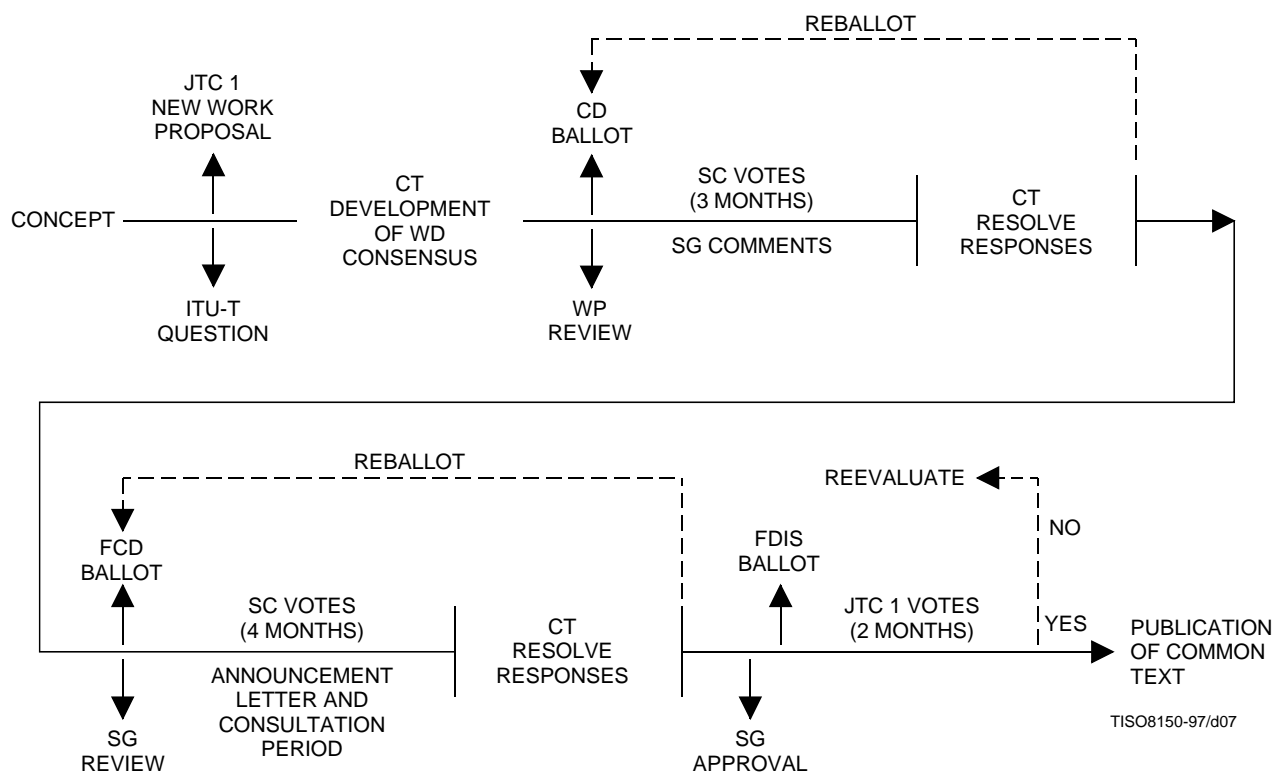 REBALLOT
JTC 1
NEW WORK
PROPOSAL
CD
BALLOT
CONCEPT
CT
DEVELOPMENT
OF WD
CONSENSUS
SC VOTES
(3 MONTHS)
SG COMMENTS
CT
RESOLVE
RESPONSES
ITU-T
QUESTION
WP
REVIEW
REBALLOT
REEVALUATE
NO
FCD
BALLOT
FDIS
BALLOT
SC VOTES
(4 MONTHS)
ANNOUNCEMENT
LETTER AND
CONSULTATION
PERIOD
CT
RESOLVE
RESPONSES
JTC 1 VOTES
(2 MONTHS)
YES
PUBLICATION
OF COMMON
TEXT
SG
REVIEW
SG
APPROVAL
TISO8150-97/d07